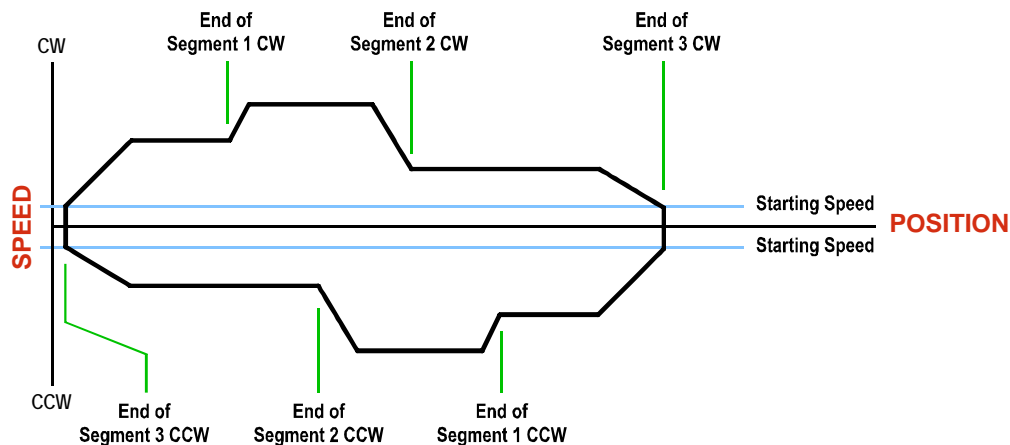 End of
Segment 1 CW
End of
Segment 2 CW
End of
Segment 3 CW
CW
SPEED
Starting Speed
POSITION
Starting Speed
CCW
End of
Segment 3 CCW
End of
Segment 2 CCW
End of
Segment 1 CCW